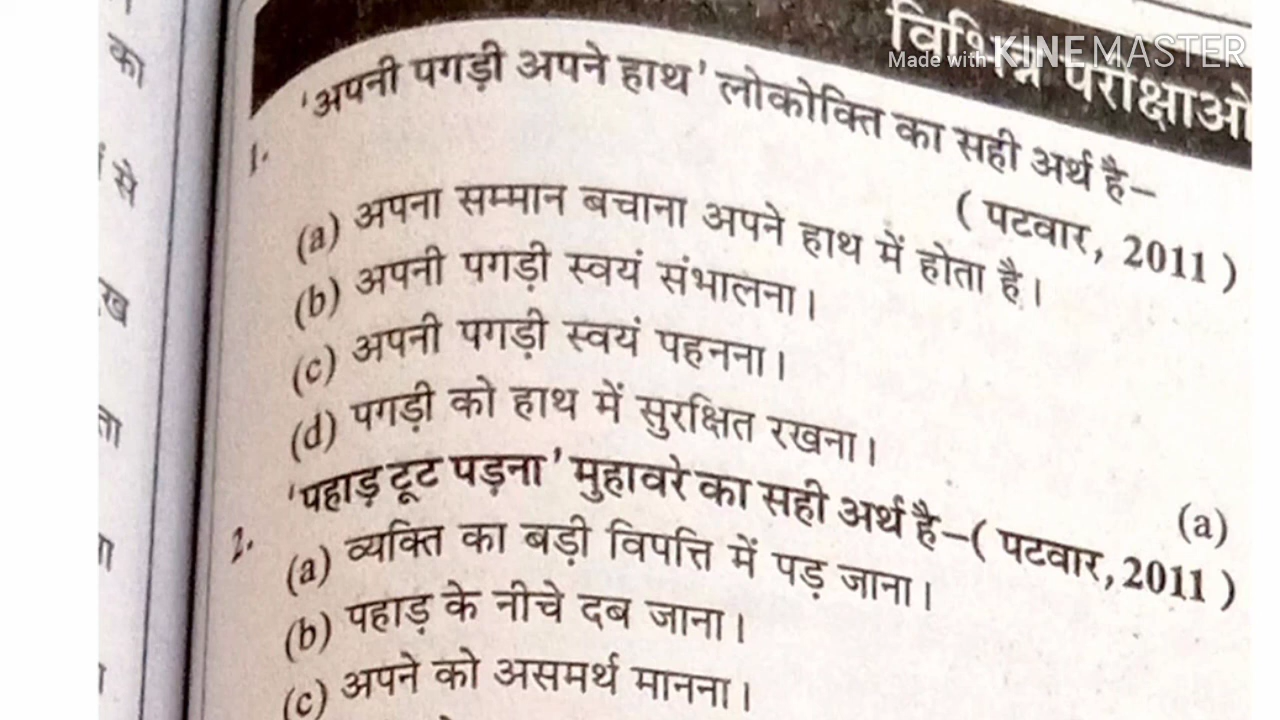 विभिन्न परीक्षाओ
Made with KINEMASTER
1. 'अपनी पगड़ी अपने हाथ' लोकोक्ति का सही अर्थ है–
( पटवार, 2011 )
(a) अपना सम्मान बचाना अपने हाथ में होता है।
(b) अपनी पगड़ी स्वयं संभालना।
(c) अपनी पगड़ी स्वयं पहनना।
(d) पगड़ी को हाथ में सुरक्षित रखना।
(a)
2. 'पहाड़ टूट पड़ना' मुहावरे का सही अर्थ है–( पटवार, 2011 )
(a) व्यक्ति का बड़ी विपत्ति में पड़ जाना।
(b) पहाड़ के नीचे दब जाना।
(c) अपने को असमर्थ मानना।
का
से